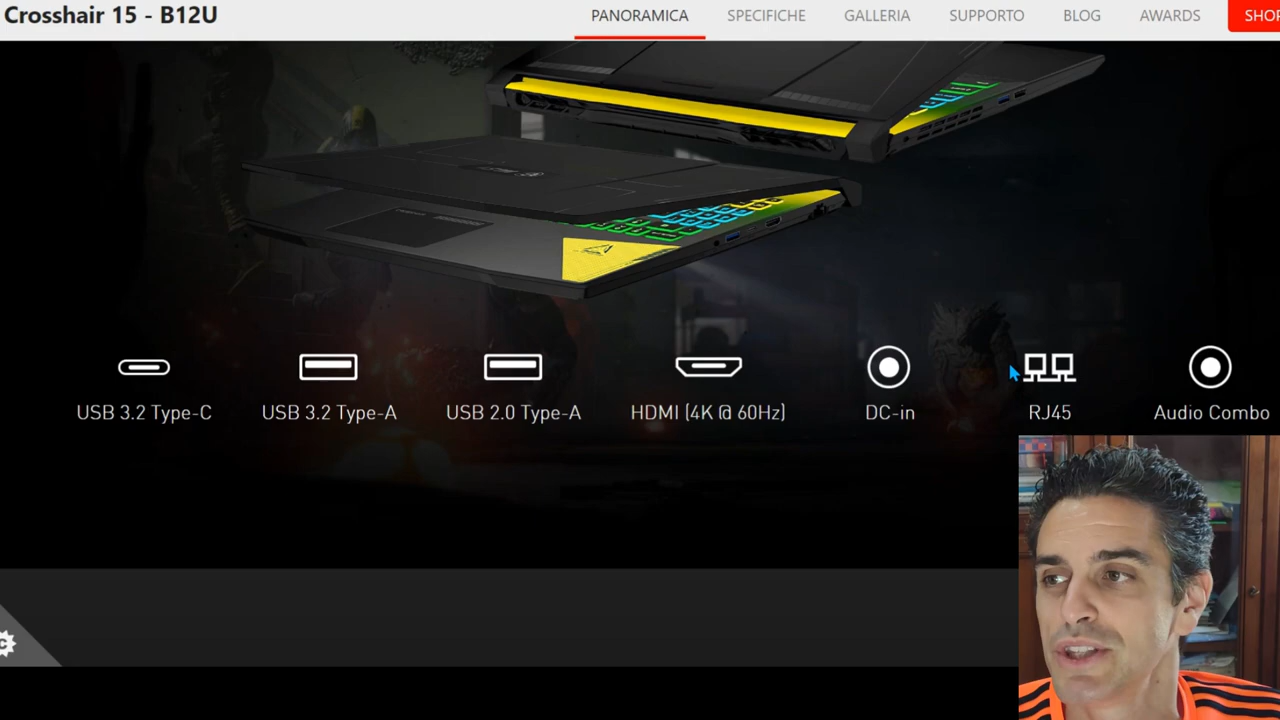 Crosshair 15 - B12U
PANORAMICA SPECIFICHE GALLERIA SUPPORTO BLOG AWARDS SHO
USB 3.2 Type-C USB 3.2 Type-A USB 2.0 Type-A HDMI (4K @ 60Hz) DC-in RJ45 Audio Combo